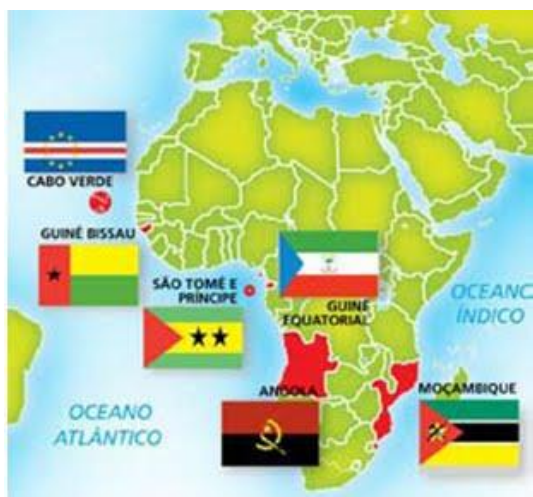 CABO VERDE
GUINÉ BISSAU
SÃO TOMÉ E
PRÍNCIPE
GUINÉ
EQUATORIAL
OCEANO
ÍNDICO
ANGOLA
MOÇAMBIQUE
OCEANO
ATLÂNTICO